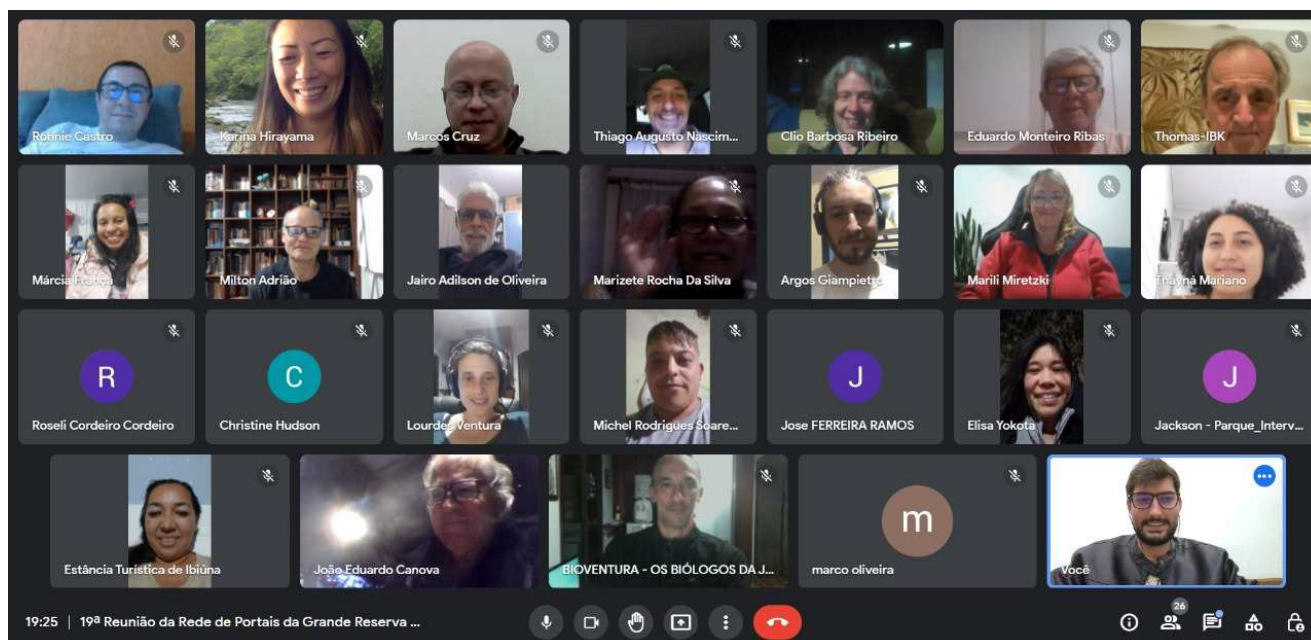 Ronnie Castro
Karina Hirayama
Marcos Cruz
Thiago Augusto Nascim...
Clio Barbosa Ribeiro
Eduardo Monteiro Ribas
Thomas-IBK
Márcia França
Milton Adrião
Jairo Adilson de Oliveira
Marizete Rocha Da Silva
Argos Giampietro
Marili Miretzki
Thayná Mariano
R
C
J
J
Roseli Cordeiro Cordeiro
Christine Hudson
Lourdes Ventura
Michel Rodrigues Soare...
Jose FERREIRA RAMOS
Elisa Yokota
Jackson - Parque_Interv...
m
Estância Turística de Ibiúna
João Eduardo Canova
BIOVENTURA - OS BIÓLOGOS DA J...
marco oliveira
Você
19:25 | 19ª Reunião da Rede de Portais da Grande Reserva ...
26